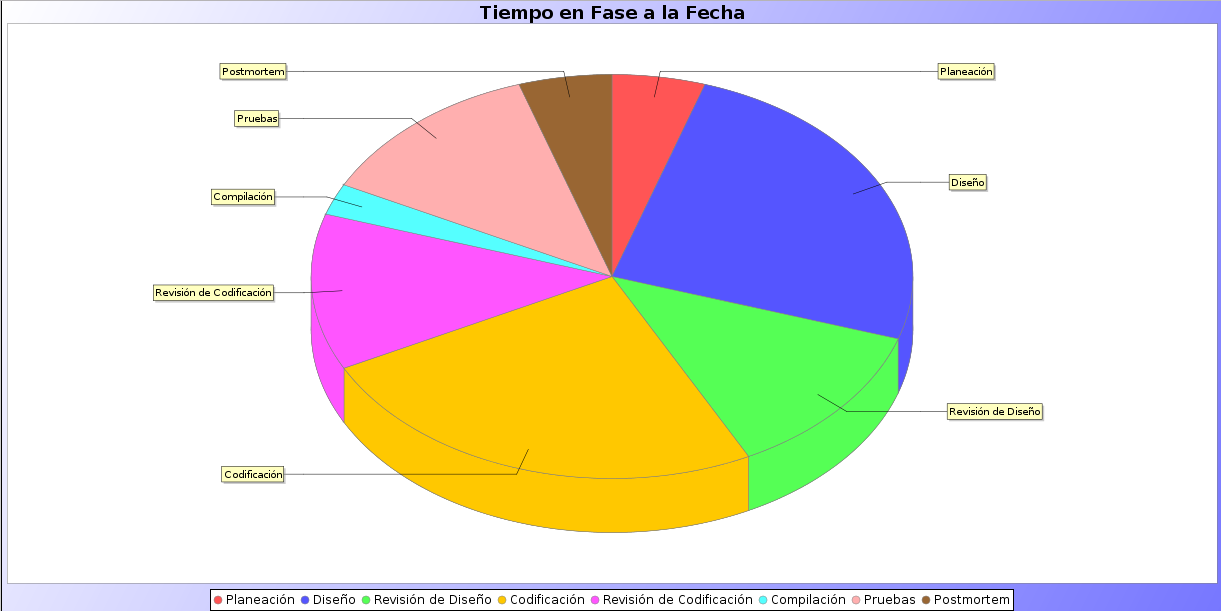 Tiempo en Fase a la Fecha
Postmortem
Planeación
Pruebas
Diseño
Compilación
Revisión de Codificación
Revisión de Diseño
Codificación
Planeación Diseño Revisión de Diseño Codificación Revisión de Codificación Compilación Pruebas Postmortem